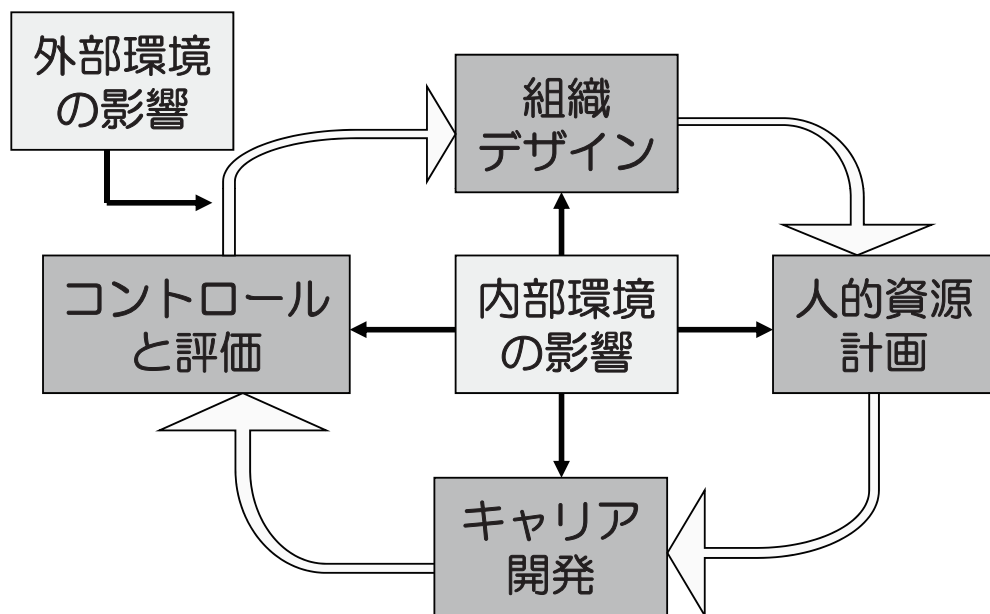 外部環境
の影響
組織
デザイン
コントロール
と評価
内部環境
の影響
人的資源
計画
キャリア
開発